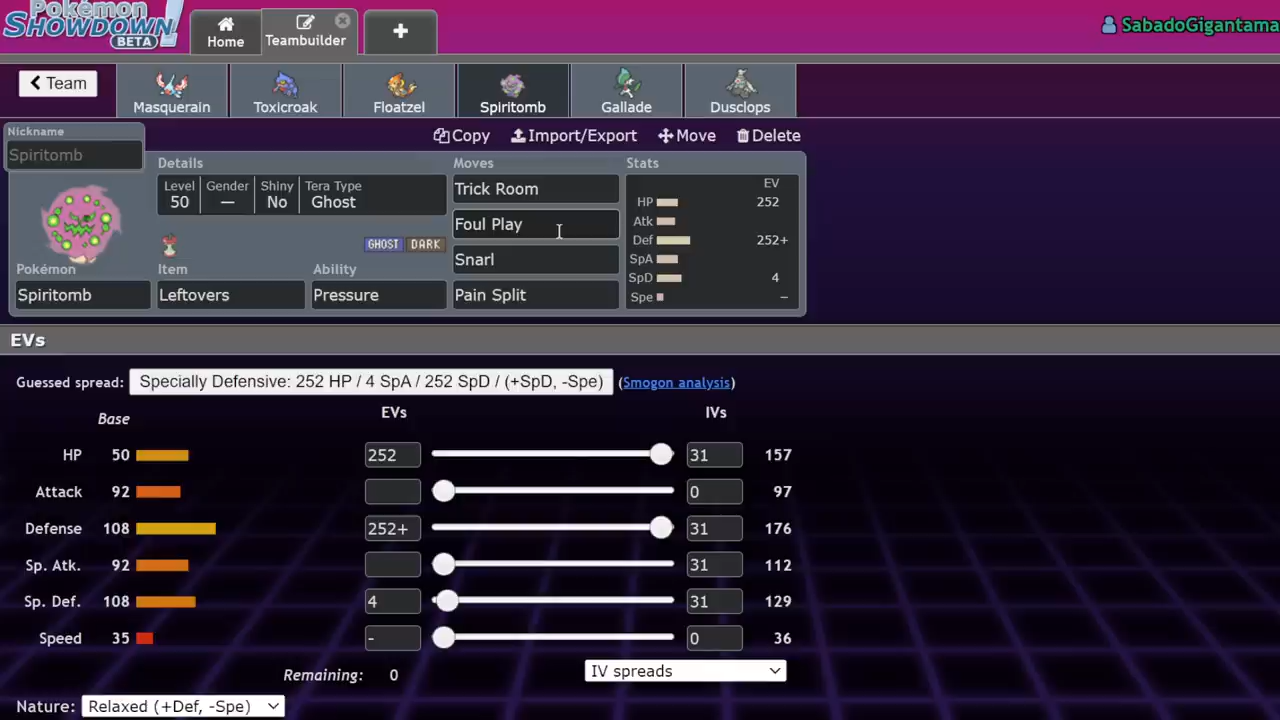 Pokémon
SHOWDOWN!
BETA
Home
Teambuilder
+
SabadoGigantama
Team
Masquerain
Toxicroak
Floatzel
Spiritomb
Gallade
Dusclops
Copy
Import/Export
Move
Delete
Nickname
Spiritomb
Details
Level Gender Shiny Tera Type
50 — No Ghost
GHOST DARK
Pokémon
Spiritomb
Item
Leftovers
Ability
Pressure
Moves
Trick Room
Foul Play
Snarl
Pain Split
Stats
EV
HP 252
Atk
Def 252+
SpA
SpD 4
Spe –
EVs
Guessed spread: Specially Defensive: 252 HP / 4 SpA / 252 SpD / (+SpD, -Spe) (Smogon analysis)
Base EVs IVs
HP 50 252 31 157
Attack 92 0 97
Defense 108 252+ 31 176
Sp. Atk. 92 31 112
Sp. Def. 108 4 31 129
Speed 35 - 0 36
Remaining: 0 IV spreads
Nature: Relaxed (+Def, -Spe)